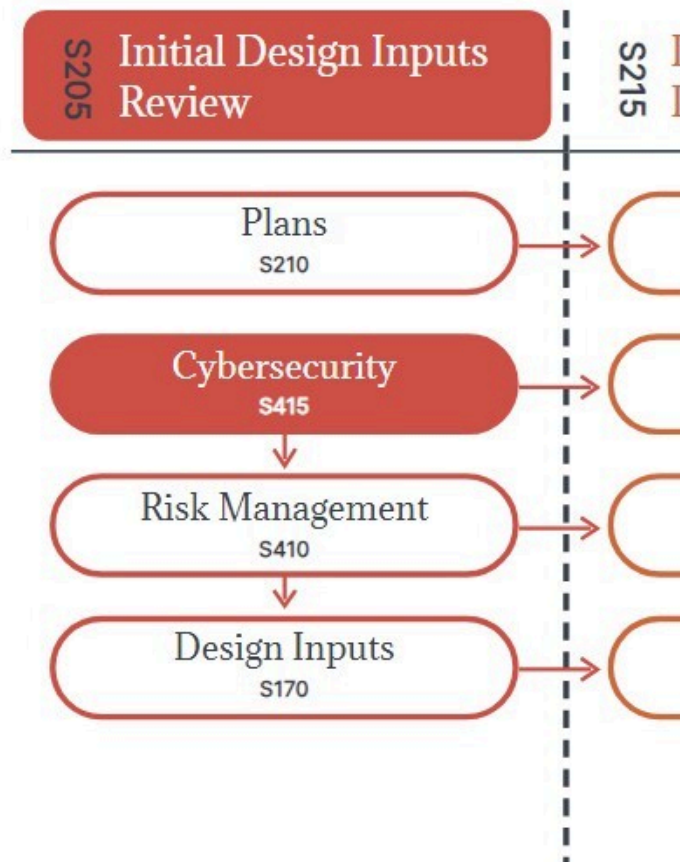 S205
Initial Design Inputs
Review
S215
Plans
S210
Cybersecurity
S415
Risk Management
S410
Design Inputs
S170